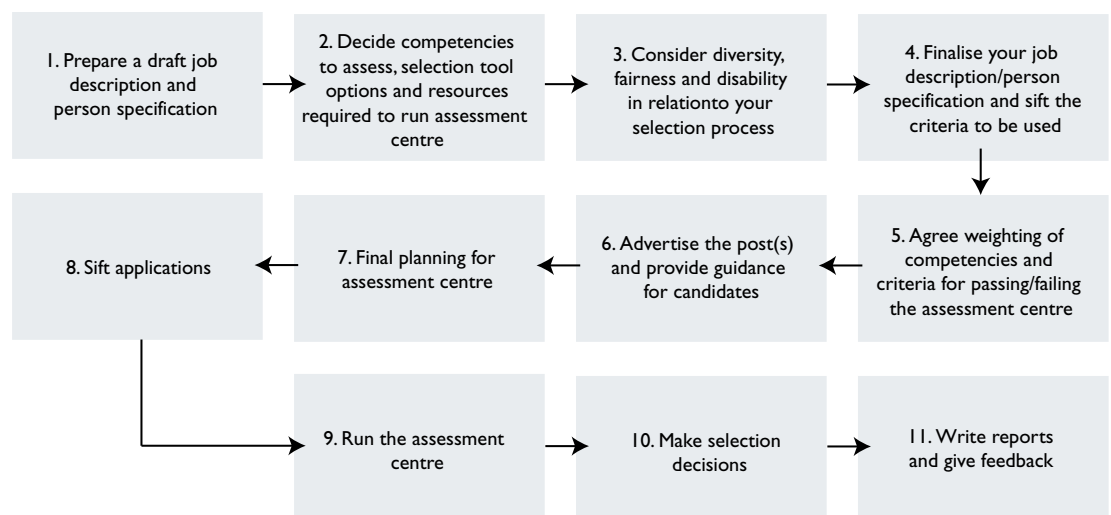 1. Prepare a draft job
description and
person specification
2. Decide competencies
to assess, selection tool
options and resources
required to run assessment
centre
3. Consider diversity,
fairness and disability
in relationto your
selection process
4. Finalise your job
description/person
specification and sift the
criteria to be used
5. Agree weighting of
competencies and
criteria for passing/failing
the assessment centre
6. Advertise the post(s)
and provide guidance
for candidates
7. Final planning for
assessment centre
8. Sift applications
9. Run the assessment
centre
10. Make selection
decisions
11. Write reports
and give feedback